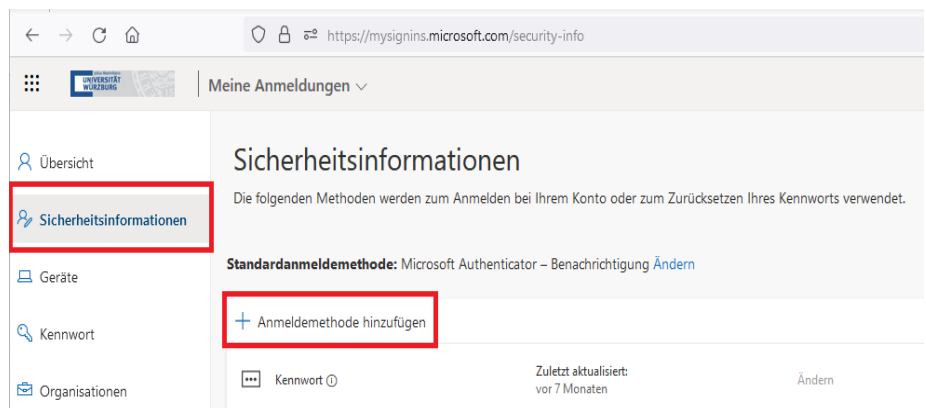 https://mysignins.microsoft.com/security-info
UNIVERSITÄT
WÜRZBURG
Meine Anmeldungen
Übersicht
Sicherheitsinformationen
Geräte
Kennwort
Organisationen
Sicherheitsinformationen
Die folgenden Methoden werden zum Anmelden bei Ihrem Konto oder zum Zurücksetzen Ihres Kennworts verwendet.
Standardanmeldemethode: Microsoft Authenticator – Benachrichtigung Ändern
+ Anmeldemethode hinzufügen
Kennwort
Zuletzt aktualisiert:
vor 7 Monaten
Ändern